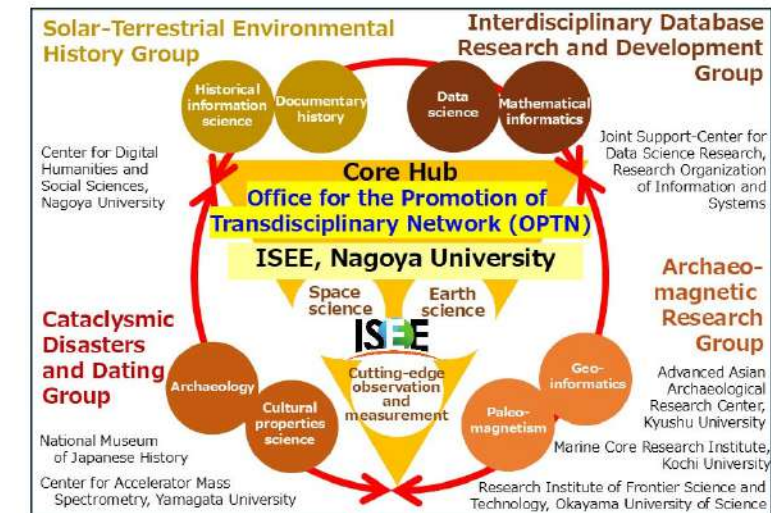 Solar-Terrestrial Environmental
History Group
Interdisciplinary Database
Research and Development
Group
Historical
information
science
Documentary
history
Data
science
Mathematical
informatics
Center for Digital
Humanities and
Social Sciences,
Nagoya University
Joint Support-Center for
Data Science Research,
Research Organization
of Information and
Systems
Core Hub
Office for the Promotion of
Transdisciplinary Network (OPTN)
ISEE, Nagoya University
Space
science
Earth
science
ISEE
Cutting-edge
observation
and
measurement
Cataclysmic
Disasters
and Dating
Group
Archaeology
Cultural
properties
science
National Museum
of Japanese History
Center for Accelerator Mass
Spectrometry, Yamagata University
Archaeo-
magnetic
Research
Group
Geo-
informatics
Paleo-
magnetism
Advanced Asian
Archaeological
Research Center,
Kyushu University
Marine Core Research Institute,
Kochi University
Research Institute of Frontier Science and
Technology, Okayama University of Science